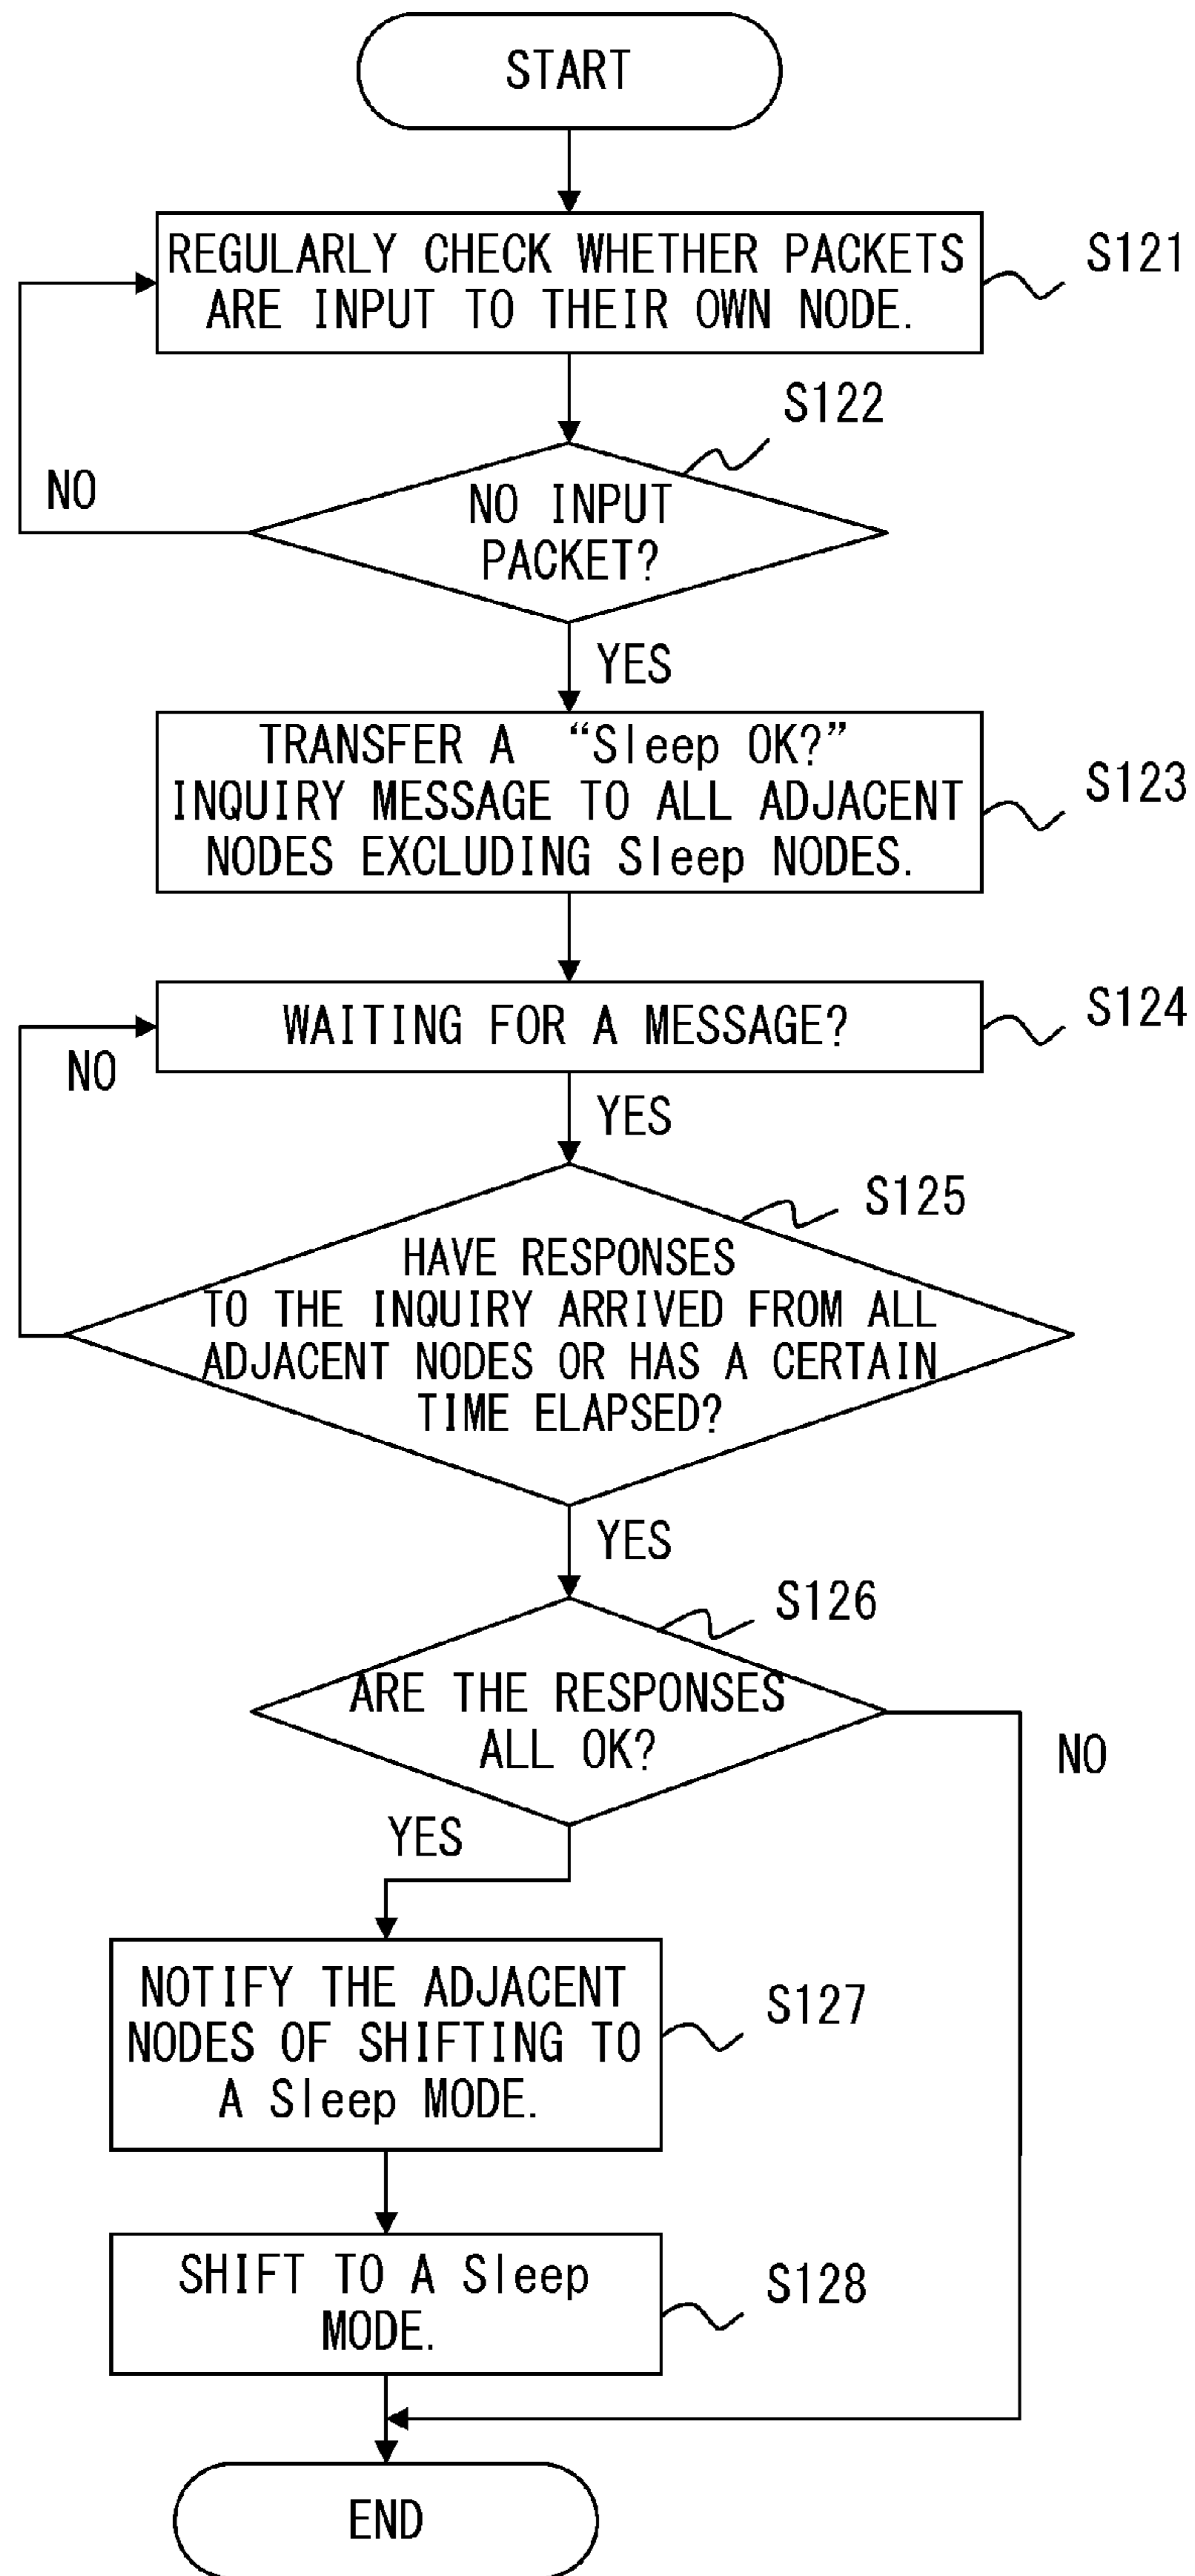 START
REGULARLY CHECK WHETHER PACKETS
ARE INPUT TO THEIR OWN NODE.
S121
S122
NO
NO INPUT
PACKET?
YES
TRANSFER A “Sleep OK?”
INQUIRY MESSAGE TO ALL ADJACENT
NODES EXCLUDING Sleep NODES.
S123
WAITING FOR A MESSAGE?
S124
NO
YES
S125
HAVE RESPONSES
TO THE INQUIRY ARRIVED FROM ALL
ADJACENT NODES OR HAS A CERTAIN
TIME ELAPSED?
YES
S126
ARE THE RESPONSES
ALL OK?
NO
YES
NOTIFY THE ADJACENT
NODES OF SHIFTING TO
A Sleep MODE.
S127
SHIFT TO A Sleep
MODE.
S128
END